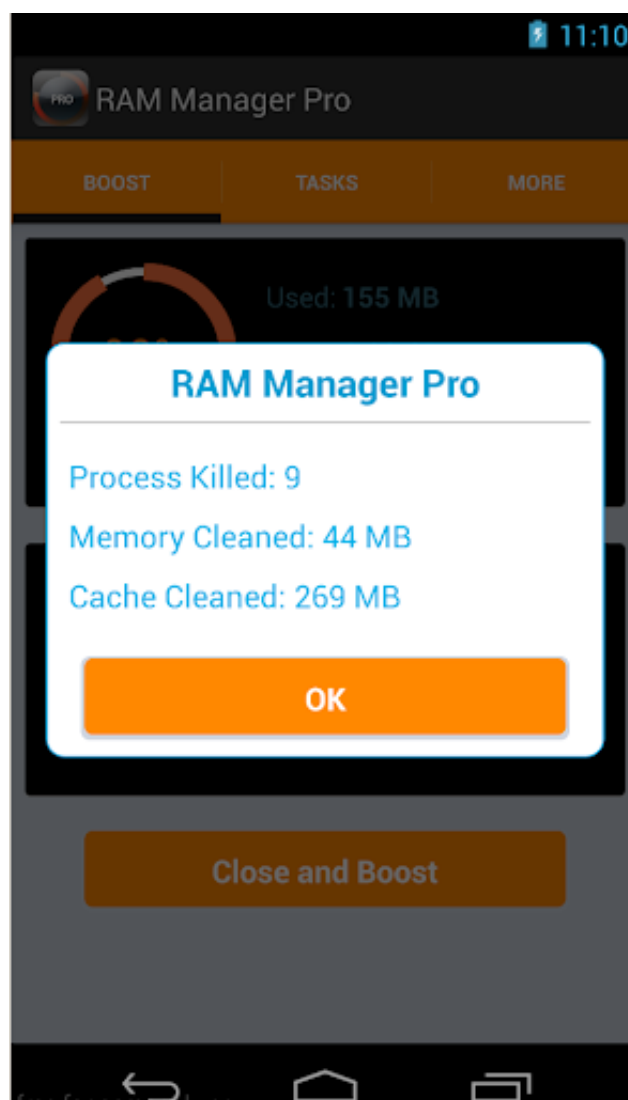 11:10
PRO RAM Manager Pro
BOOST TASKS MORE
Used: 155 MB
RAM Manager Pro
Process Killed: 9
Memory Cleaned: 44 MB
Cache Cleaned: 269 MB
OK
Close and Boost